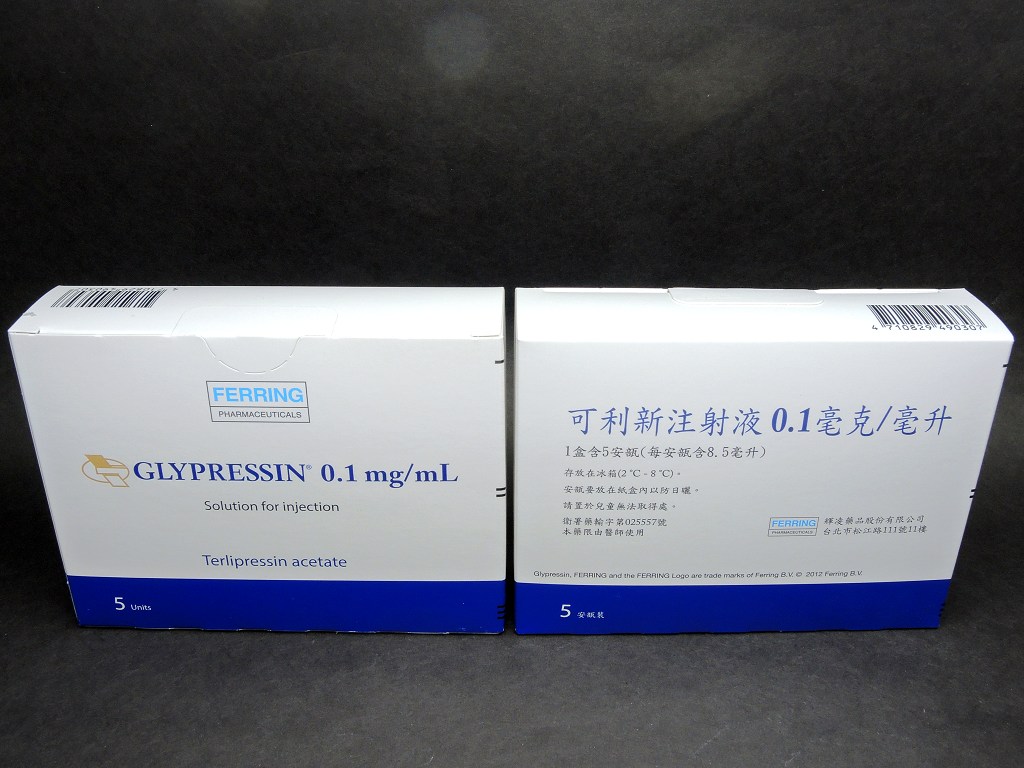 FERRING
PHARMACEUTICALS
GLYPRESSIN® 0.1 mg/mL
Solution for injection
Terlipressin acetate
5 Units
4 710829 490307
可利新注射液 0.1毫克/毫升
1盒含5安瓿(每安瓿含8.5毫升)
存放在冰箱(2℃-8℃)。
安瓿要放在紙盒內以防日曬。
請置於兒童無法取得處。
衛署藥輸字第025557號
本藥限由醫師使用
FERRING
PHARMACEUTICALS
輝凌藥品股份有限公司
台北市松江路111號11樓
Glypressin, FERRING and the FERRING Logo are trade marks of Ferring B.V. © 2012 Ferring B.V.
5 安瓿裝